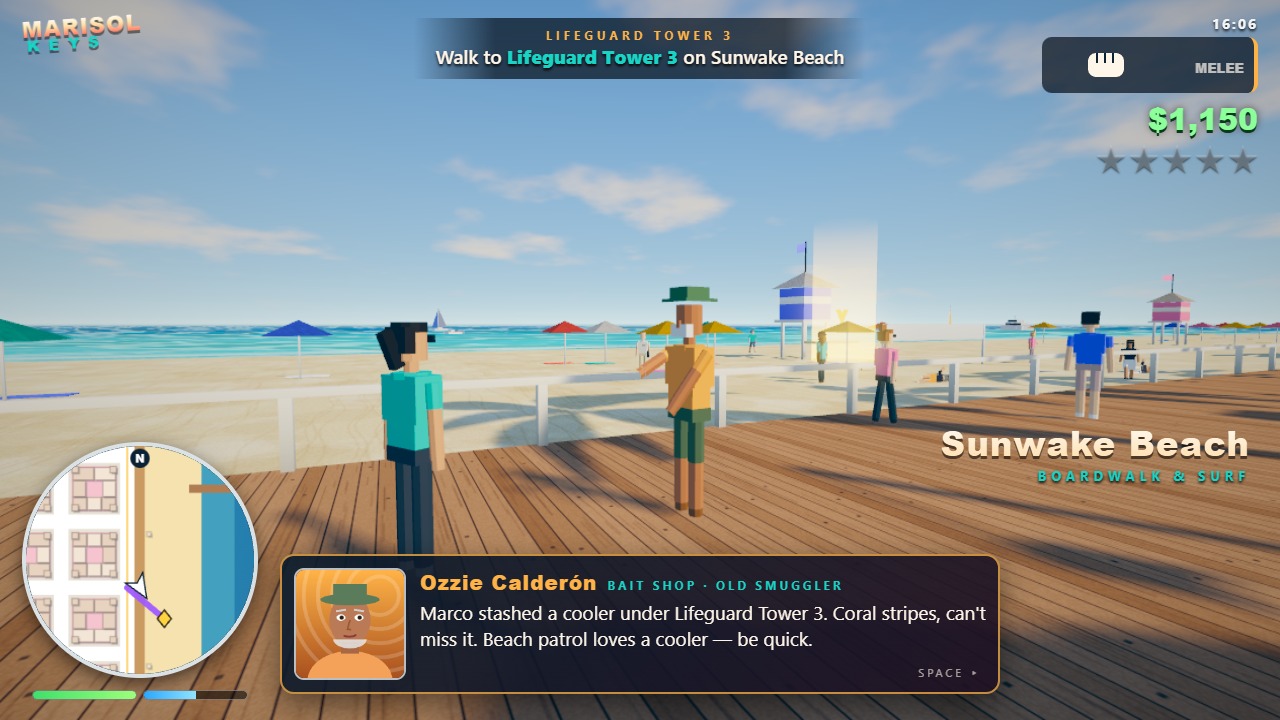 MARISOL
KEYS
LIFEGUARD TOWER 3
Walk to Lifeguard Tower 3 on Sunwake Beach
16:06
MELEE
$1,150
Sunwake Beach
BOARDWALK & SURF
N
Ozzie Calderón BAIT SHOP · OLD SMUGGLER
Marco stashed a cooler under Lifeguard Tower 3. Coral stripes, can't
miss it. Beach patrol loves a cooler — be quick.
SPACE